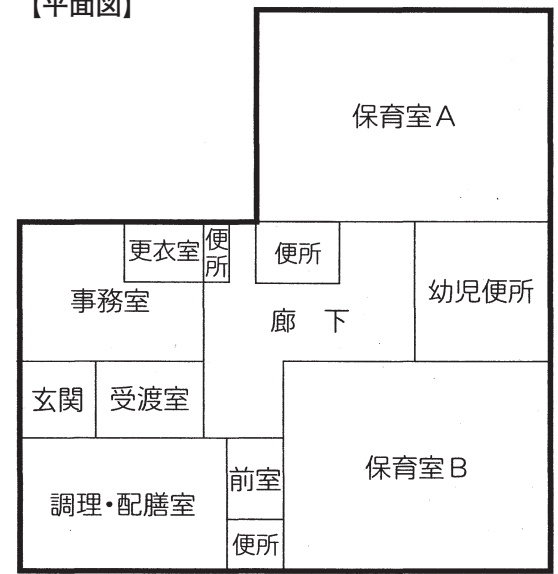 【平面図】
保育室A
更衣室
便所
便所
事務室
幼児便所
廊 下
玄関
受渡室
保育室B
前室
調理・配膳室
便所